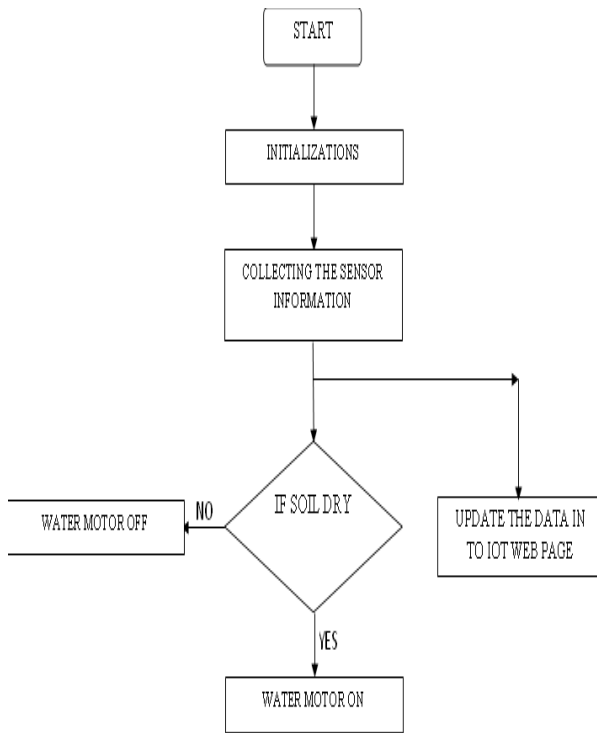 START
INITIALIZATIONS
COLLECTING THE SENSOR
INFORMATION
IF SOIL DRY
NO
WATER MOTOR OFF
UPDATE THE DATA IN
TO IOT WEB PAGE
YES
WATER MOTOR ON